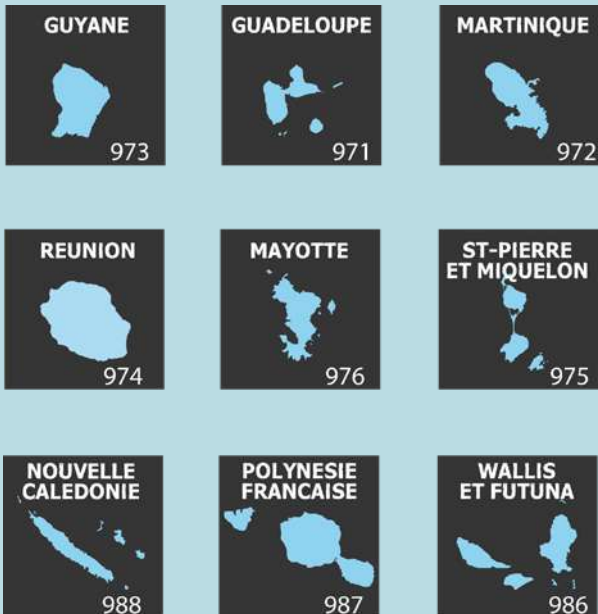 GUYANE
973
GUADELOUPE
971
MARTINIQUE
972
REUNION
974
MAYOTTE
976
ST-PIERRE
ET MIQUELON
975
NOUVELLE
CALEDONIE
988
POLYNESIE
FRANCAISE
987
WALLIS
ET FUTUNA
986